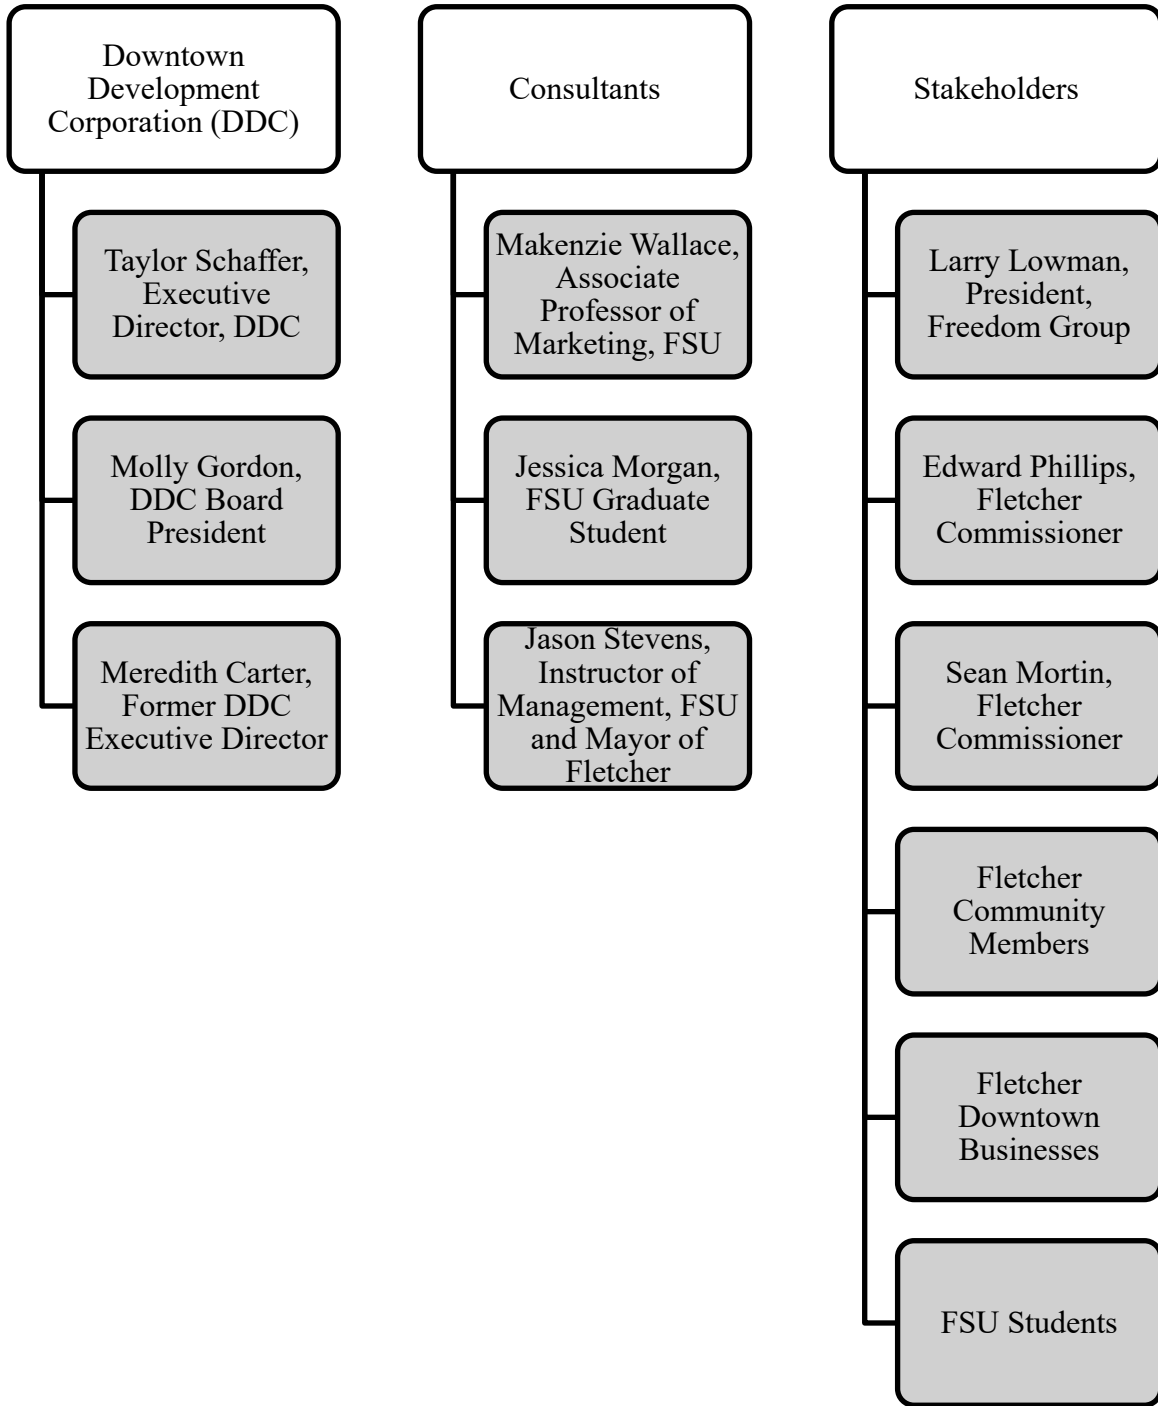 Downtown
Development
Corporation (DDC)
Taylor Schaffer,
Executive
Director, DDC
Molly Gordon,
DDC Board
President
Meredith Carter,
Former DDC
Executive Director
Consultants
Makenzie Wallace,
Associate
Professor of
Marketing, FSU
Jessica Morgan,
FSU Graduate
Student
Jason Stevens,
Instructor of
Management, FSU
and Mayor of
Fletcher
Stakeholders
Larry Lowman,
President,
Freedom Group
Edward Phillips,
Fletcher
Commissioner
Sean Mortin,
Fletcher
Commissioner
Fletcher
Community
Members
Fletcher
Downtown
Businesses
FSU Students